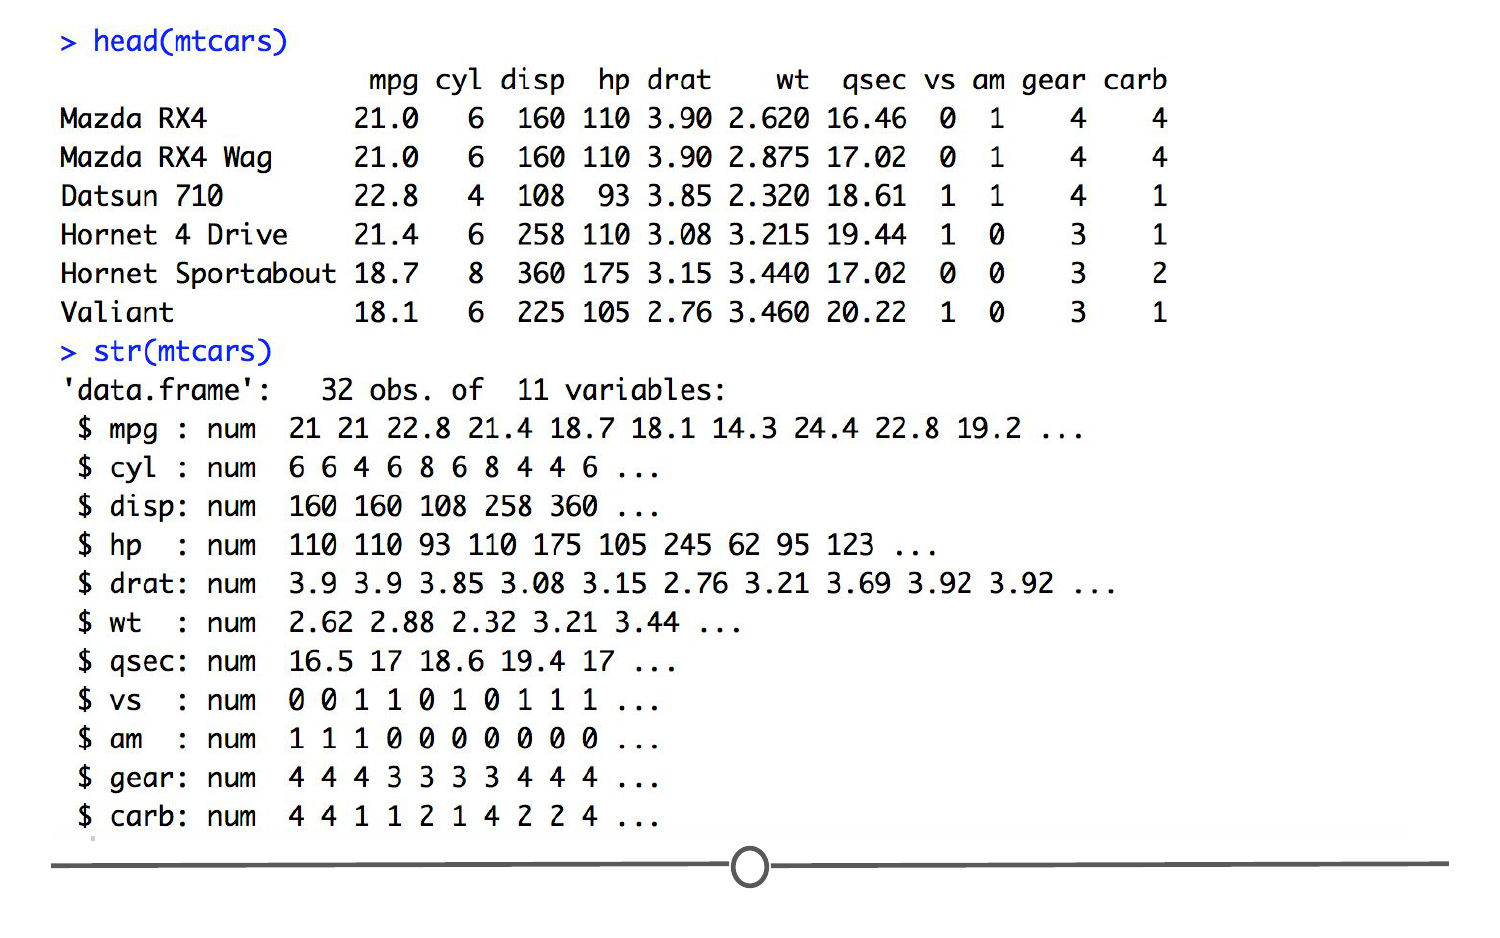 > head(mtcars)
                   mpg cyl disp  hp drat    wt  qsec vs am gear carb
Mazda RX4         21.0   6  160 110 3.90 2.620 16.46  0  1    4    4
Mazda RX4 Wag     21.0   6  160 110 3.90 2.875 17.02  0  1    4    4
Datsun 710        22.8   4  108  93 3.85 2.320 18.61  1  1    4    1
Hornet 4 Drive    21.4   6  258 110 3.08 3.215 19.44  1  0    3    1
Hornet Sportabout 18.7   8  360 175 3.15 3.440 17.02  0  0    3    2
Valiant           18.1   6  225 105 2.76 3.460 20.22  1  0    3    1
> str(mtcars)
'data.frame':   32 obs. of  11 variables:
 $ mpg : num  21 21 22.8 21.4 18.7 18.1 14.3 24.4 22.8 19.2 ...
 $ cyl : num  6 6 4 6 8 6 8 4 4 6 ...
 $ disp: num  160 160 108 258 360 ...
 $ hp  : num  110 110 93 110 175 105 245 62 95 123 ...
 $ drat: num  3.9 3.9 3.85 3.08 3.15 2.76 3.21 3.69 3.92 3.92 ...
 $ wt  : num  2.62 2.88 2.32 3.21 3.44 ...
 $ qsec: num  16.5 17 18.6 19.4 17 ...
 $ vs  : num  0 0 1 1 0 1 0 1 1 1 ...
 $ am  : num  1 1 1 0 0 0 0 0 0 0 ...
 $ gear: num  4 4 4 3 3 3 3 4 4 4 ...
 $ carb: num  4 4 1 1 2 1 4 2 2 4 ...